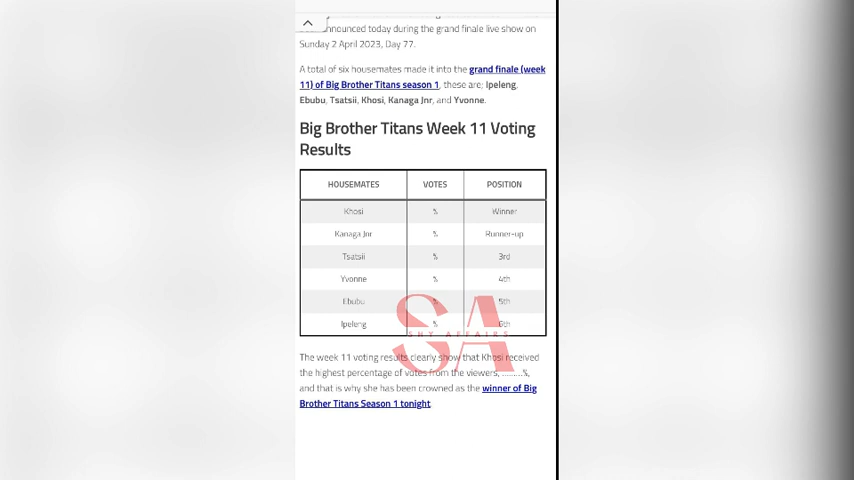 announced today during the grand finale live show on
Sunday 2 April 2023, Day 77.
A total of six housemates made it into the grand finale (week
11) of Big Brother Titans season 1, these are; Ipeleng,
Ebubu, Tsatsii, Khosi, Kanaga Jnr, and Yvonne.
Big Brother Titans Week 11 Voting
Results
HOUSEMATES VOTES POSITION
Khosi % Winner
Kanaga Jnr % Runner-up
Tsatsii % 3rd
Yvonne % 4th
Ebubu % 5th
Ipeleng % 6th
SA
SHY AFFAIRS
The week 11 voting results clearly show that Khosi received
the highest percentage of votes from the viewers, ........%,
and that is why she has been crowned as the winner of Big
Brother Titans Season 1 tonight.